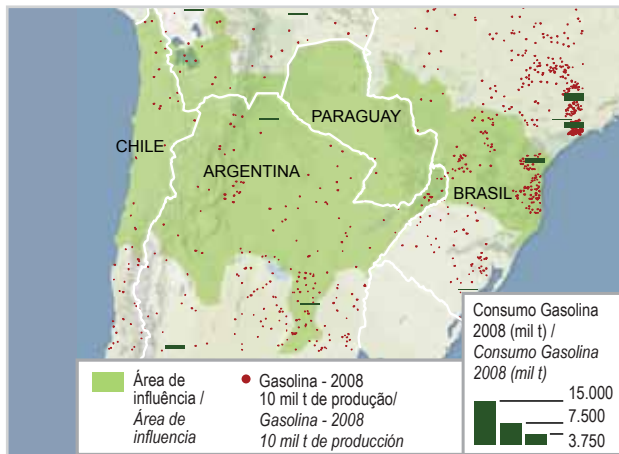 PARAGUAY
CHILE
ARGENTINA
BRASIL
Área de
influência /
Área de
influencia
Gasolina - 2008
10 mil t de produção/
Gasolina - 2008
10 mil t de producción
Consumo Gasolina
2008 (mil t) /
Consumo Gasolina
2008 (mil t)
15.000
7.500
3.750